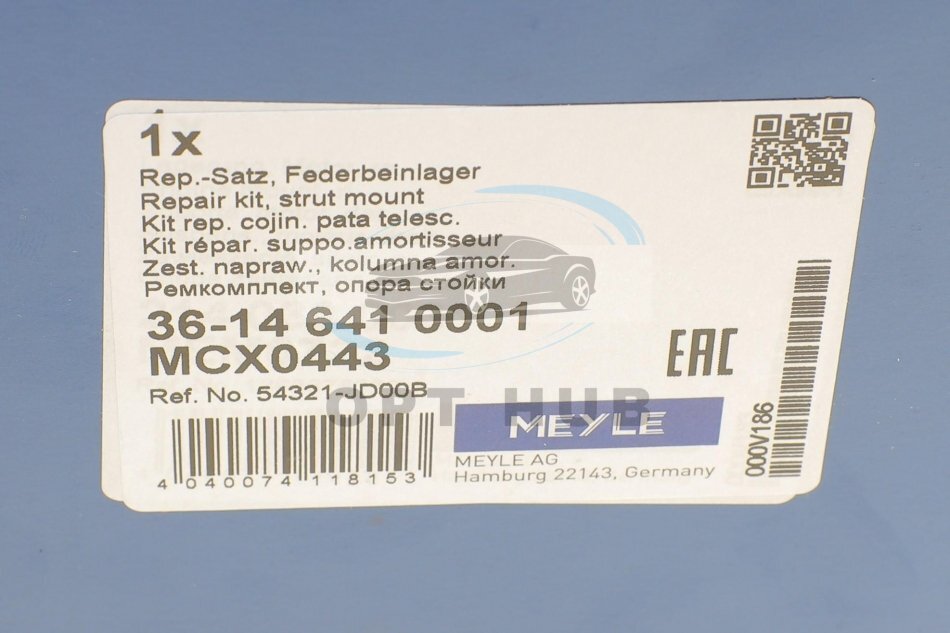 1x
Rep.-Satz, Federbeinlager
Repair kit, strut mount
Kit rep. cojin. pata telesc.
Kit répar. suppo.amortisseur
Zest. napraw., kolumna amor.
Ремкомплект, опора стойки
36-14 641 0001
MCX0443
EAC
Ref. No. 54321-JD00B
OPT HUB
MEYLE
MEYLE AG
Hamburg 22143, Germany
4 040074 118153
000V186